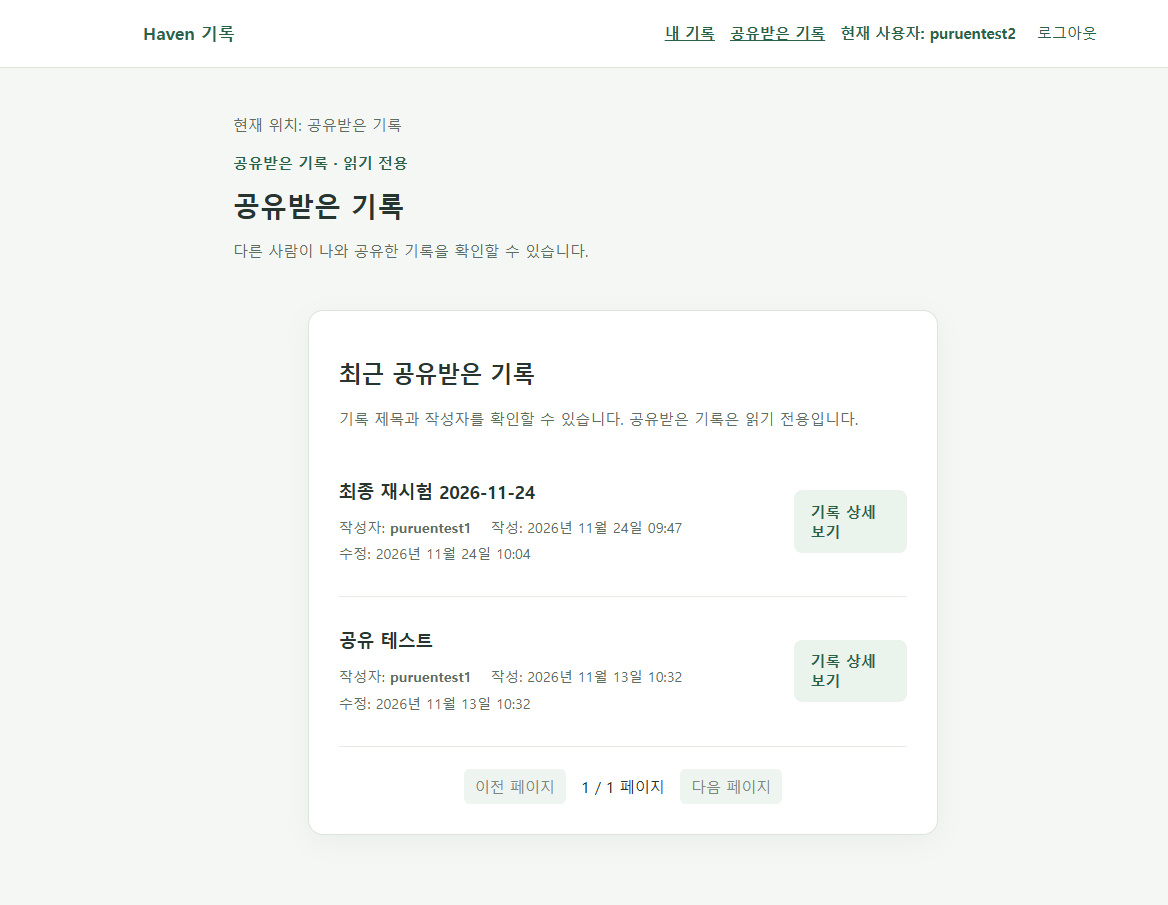 Haven 기록
내 기록 공유받은 기록 현재 사용자: puruentest2 로그아웃
현재 위치: 공유받은 기록
공유받은 기록 · 읽기 전용
공유받은 기록
다른 사람이 나와 공유한 기록을 확인할 수 있습니다.
최근 공유받은 기록
기록 제목과 작성자를 확인할 수 있습니다. 공유받은 기록은 읽기 전용입니다.
최종 재시험 2026-11-24
작성자: puruentest1 작성: 2026년 11월 24일 09:47
수정: 2026년 11월 24일 10:04
기록 상세
보기
공유 테스트
작성자: puruentest1 작성: 2026년 11월 13일 10:32
수정: 2026년 11월 13일 10:32
기록 상세
보기
이전 페이지 1 / 1 페이지 다음 페이지